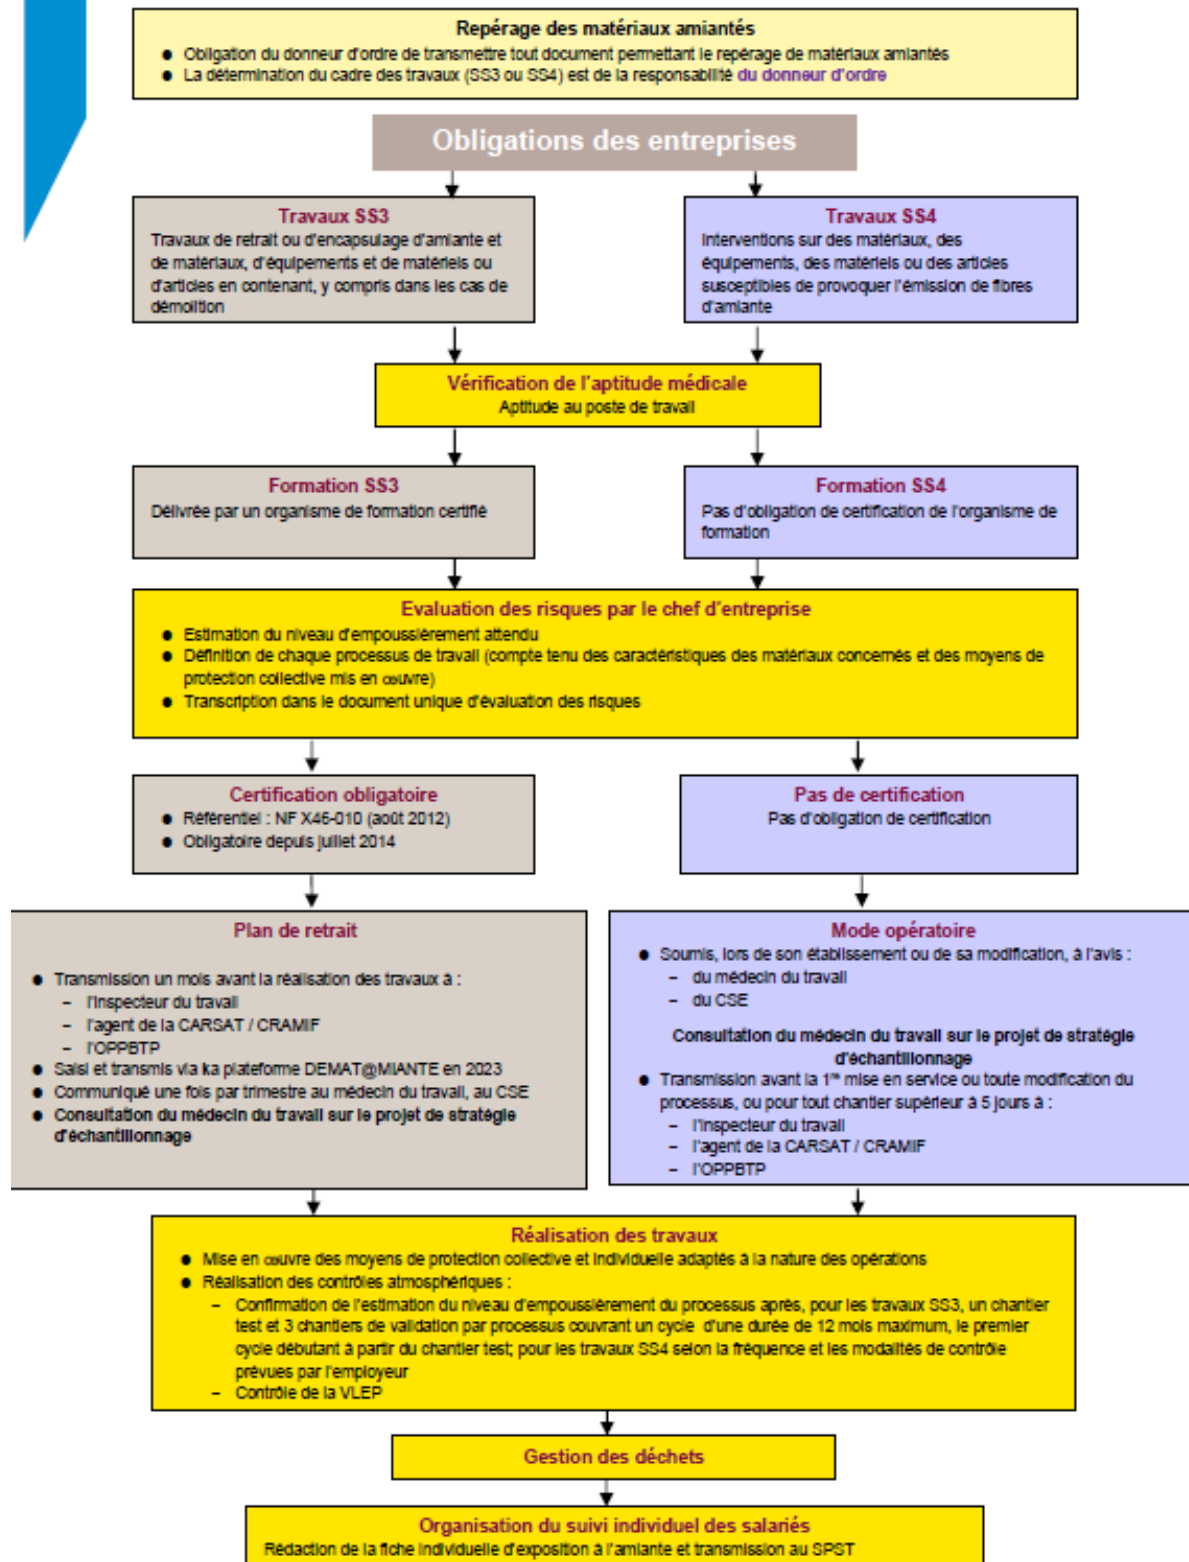 Repérage des matériaux amiantés
● Obligation du donneur d'ordre de transmettre tout document permettant le repérage de matériaux amiantés
● La détermination du cadre des travaux (SS3 ou SS4) est de la responsabilité du donneur d'ordre
Obligations des entreprises
Travaux SS3
Travaux de retrait ou d'encapsulage d'amiante et
de matériaux, d'équipements et de matériels ou
d'articles en contenant, y compris dans les cas de
démolition
Travaux SS4
Interventions sur des matériaux, des
équipements, des matériels ou des articles
susceptibles de provoquer l'émission de fibres
d'amiante
Vérification de l'aptitude médicale
Aptitude au poste de travail
Formation SS3
Délivrée par un organisme de formation certifié
Formation SS4
Pas d'obligation de certification de l'organisme de
formation
Evaluation des risques par le chef d'entreprise
● Estimation du niveau d'empoussièrement attendu
● Définition de chaque processus de travail (compte tenu des caractéristiques des matériaux concernés et des moyens de
protection collective mis en œuvre)
● Transcription dans le document unique d'évaluation des risques
Certification obligatoire
● Référentiel : NF X46-010 (août 2012)
● Obligatoire depuis juillet 2014
Pas de certification
Pas d'obligation de certification
Plan de retrait
● Transmission un mois avant la réalisation des travaux à :
– l'inspecteur du travail
– l'agent de la CARSAT / CRAMIF
– l'OPPBTP
● Saisi et transmis via ka plateforme DEMAT@MIANTE en 2023
● Communiqué une fois par trimestre au médecin du travail, au CSE
● Consultation du médecin du travail sur le projet de stratégie
d'échantillonnage
Mode opératoire
● Soumis, lors de son établissement ou de sa modification, à l'avis :
– du médecin du travail
– du CSE
Consultation du médecin du travail sur le projet de stratégie
d'échantillonnage
● Transmission avant la 1re mise en service ou toute modification du
processus, ou pour tout chantier supérieur à 5 jours à :
– l'inspecteur du travail
– l'agent de la CARSAT / CRAMIF
– l'OPPBTP
Réalisation des travaux
● Mise en œuvre des moyens de protection collective et individuelle adaptés à la nature des opérations
● Réalisation des contrôles atmosphériques :
– Confirmation de l'estimation du niveau d'empoussièrement du processus après, pour les travaux SS3, un chantier
test et 3 chantiers de validation par processus couvrant un cycle d'une durée de 12 mois maximum, le premier
cycle débutant à partir du chantier test; pour les travaux SS4 selon la fréquence et les modalités de contrôle
prévues par l'employeur
– Contrôle de la VLEP
Gestion des déchets
Organisation du suivi individuel des salariés
Rédaction de la fiche individuelle d'exposition à l'amiante et transmission au SPST